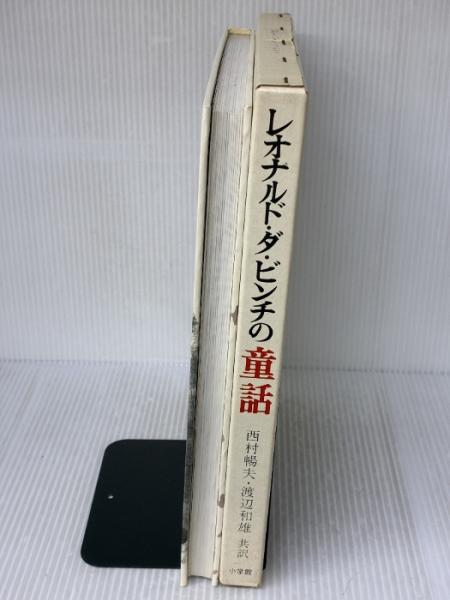 レオナルド・ダ・ビンチの童話
西村暢夫・渡辺和雄 共訳
小学館